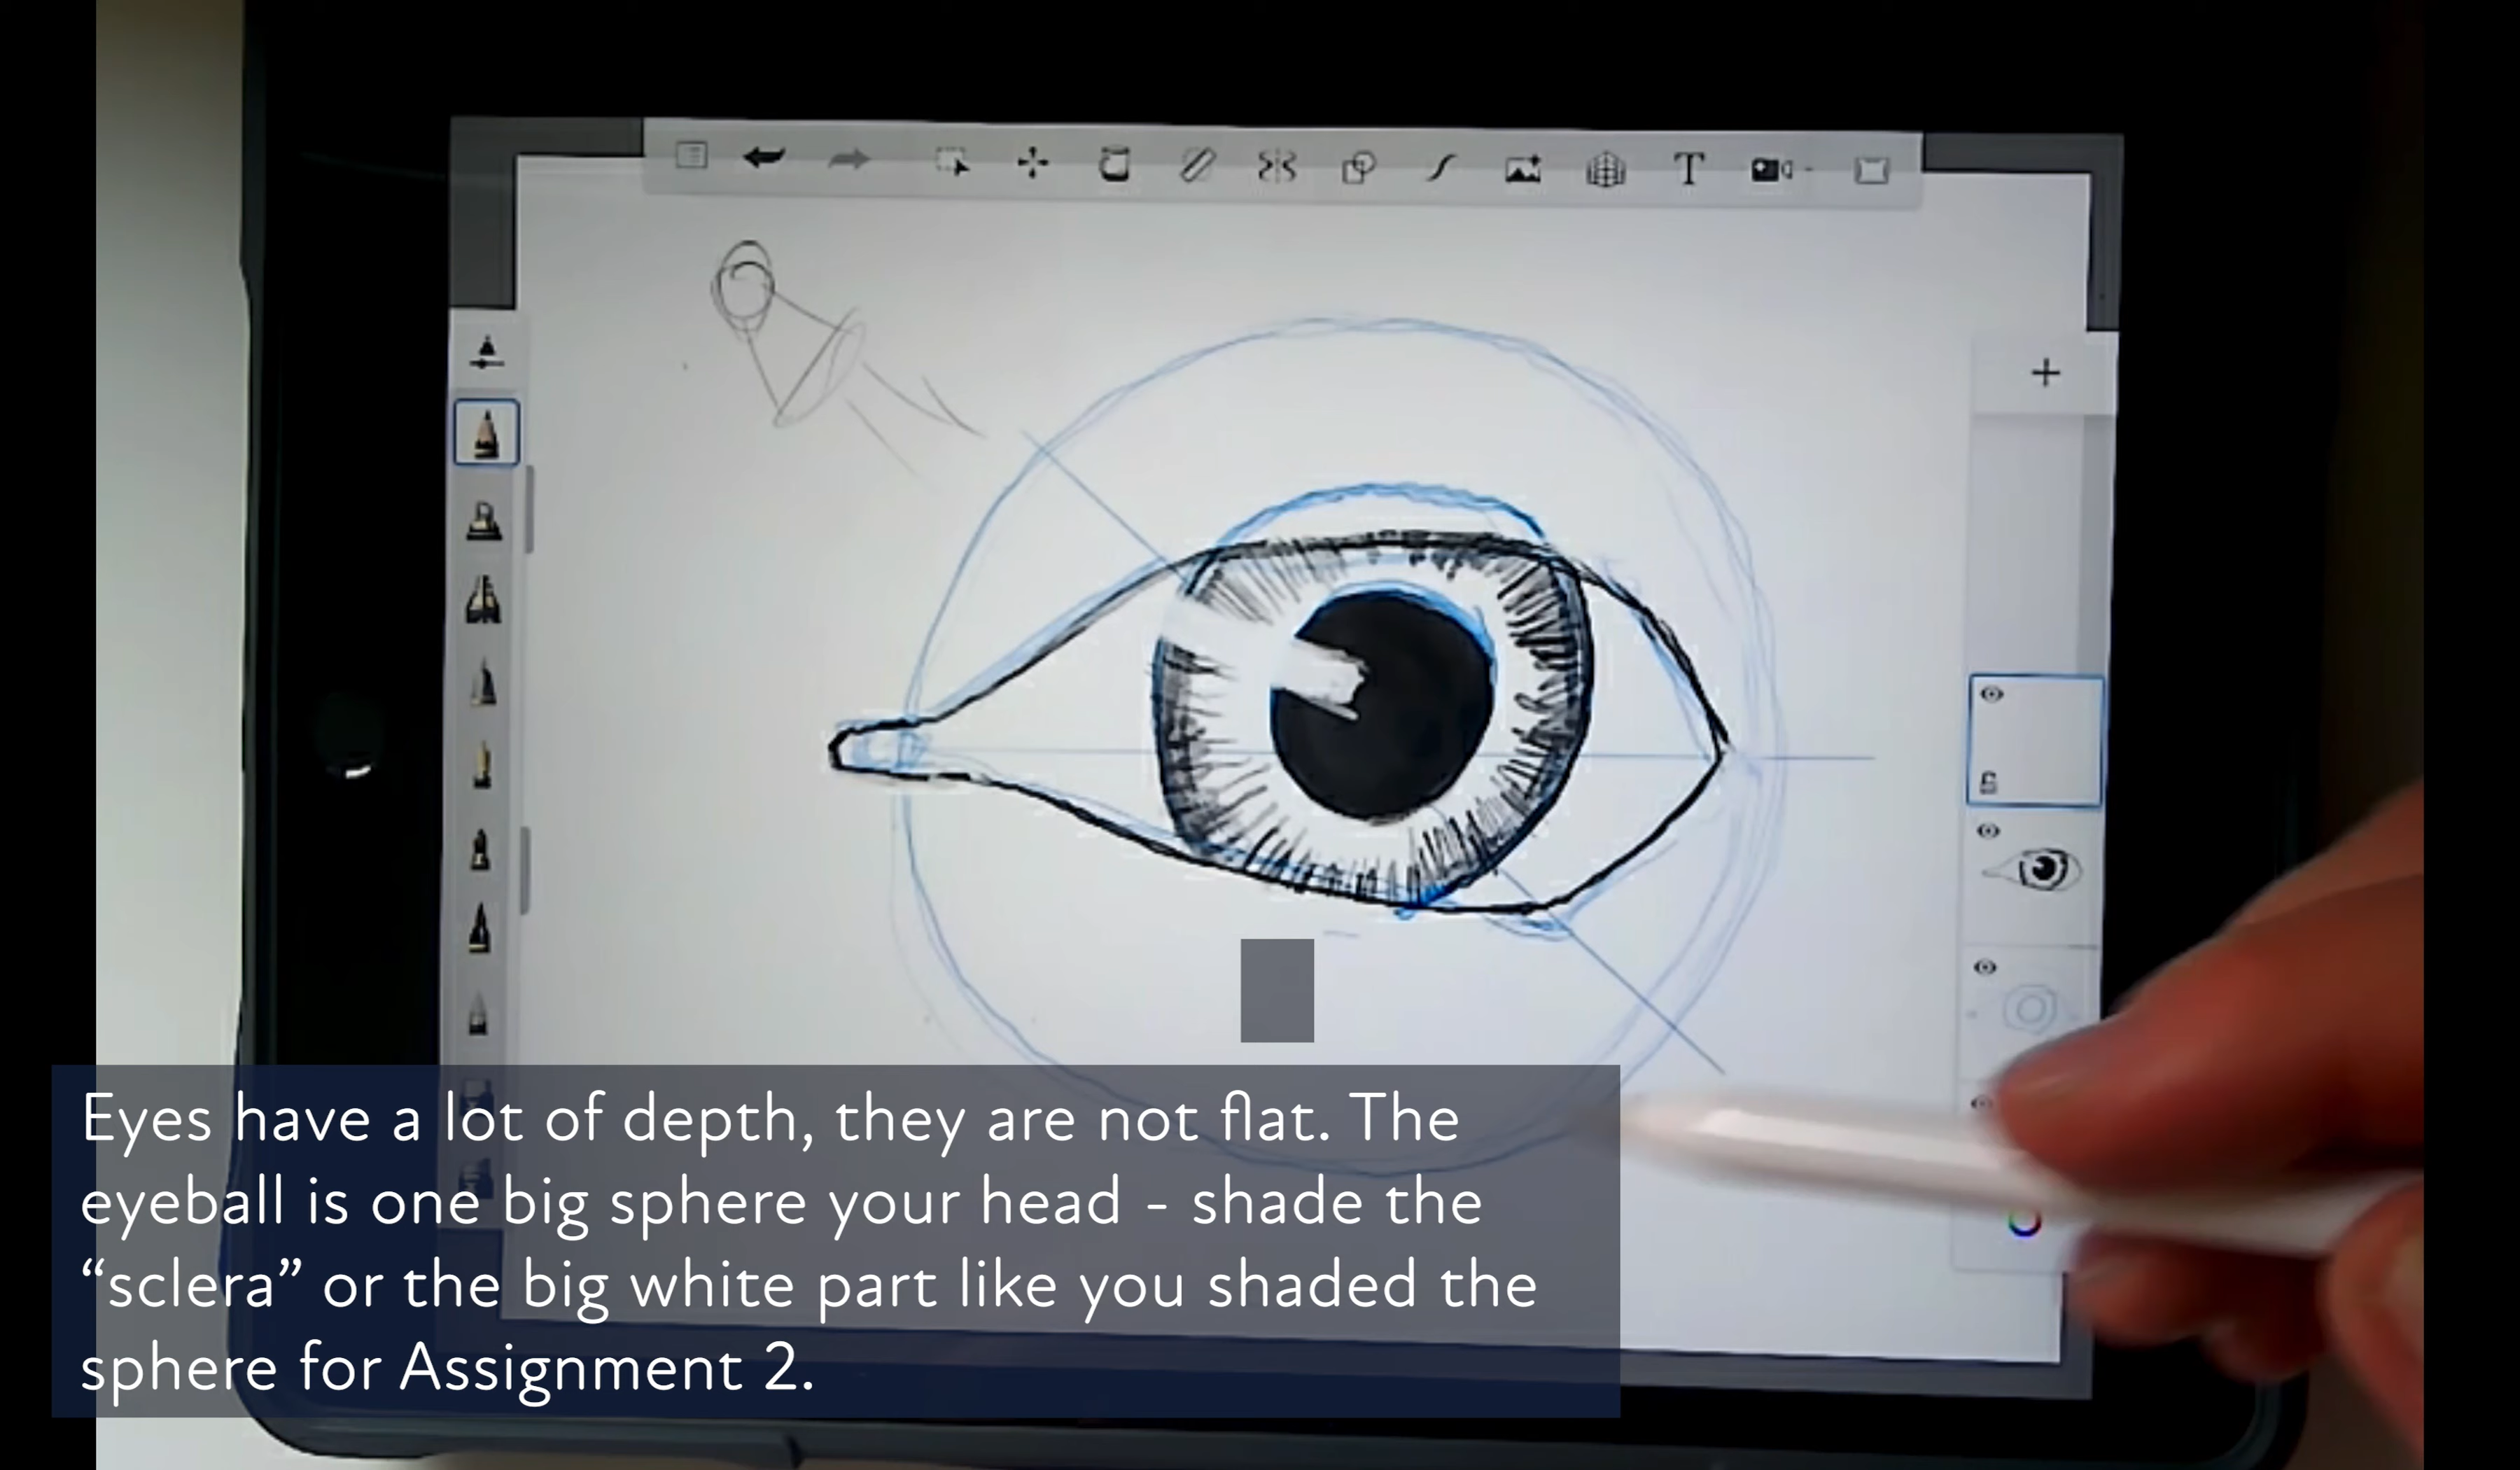 T
Eyes have a lot of depth, they are not flat. The
eyeball is one big sphere your head - shade the
“sclera” or the big white part like you shaded the
sphere for Assignment 2.